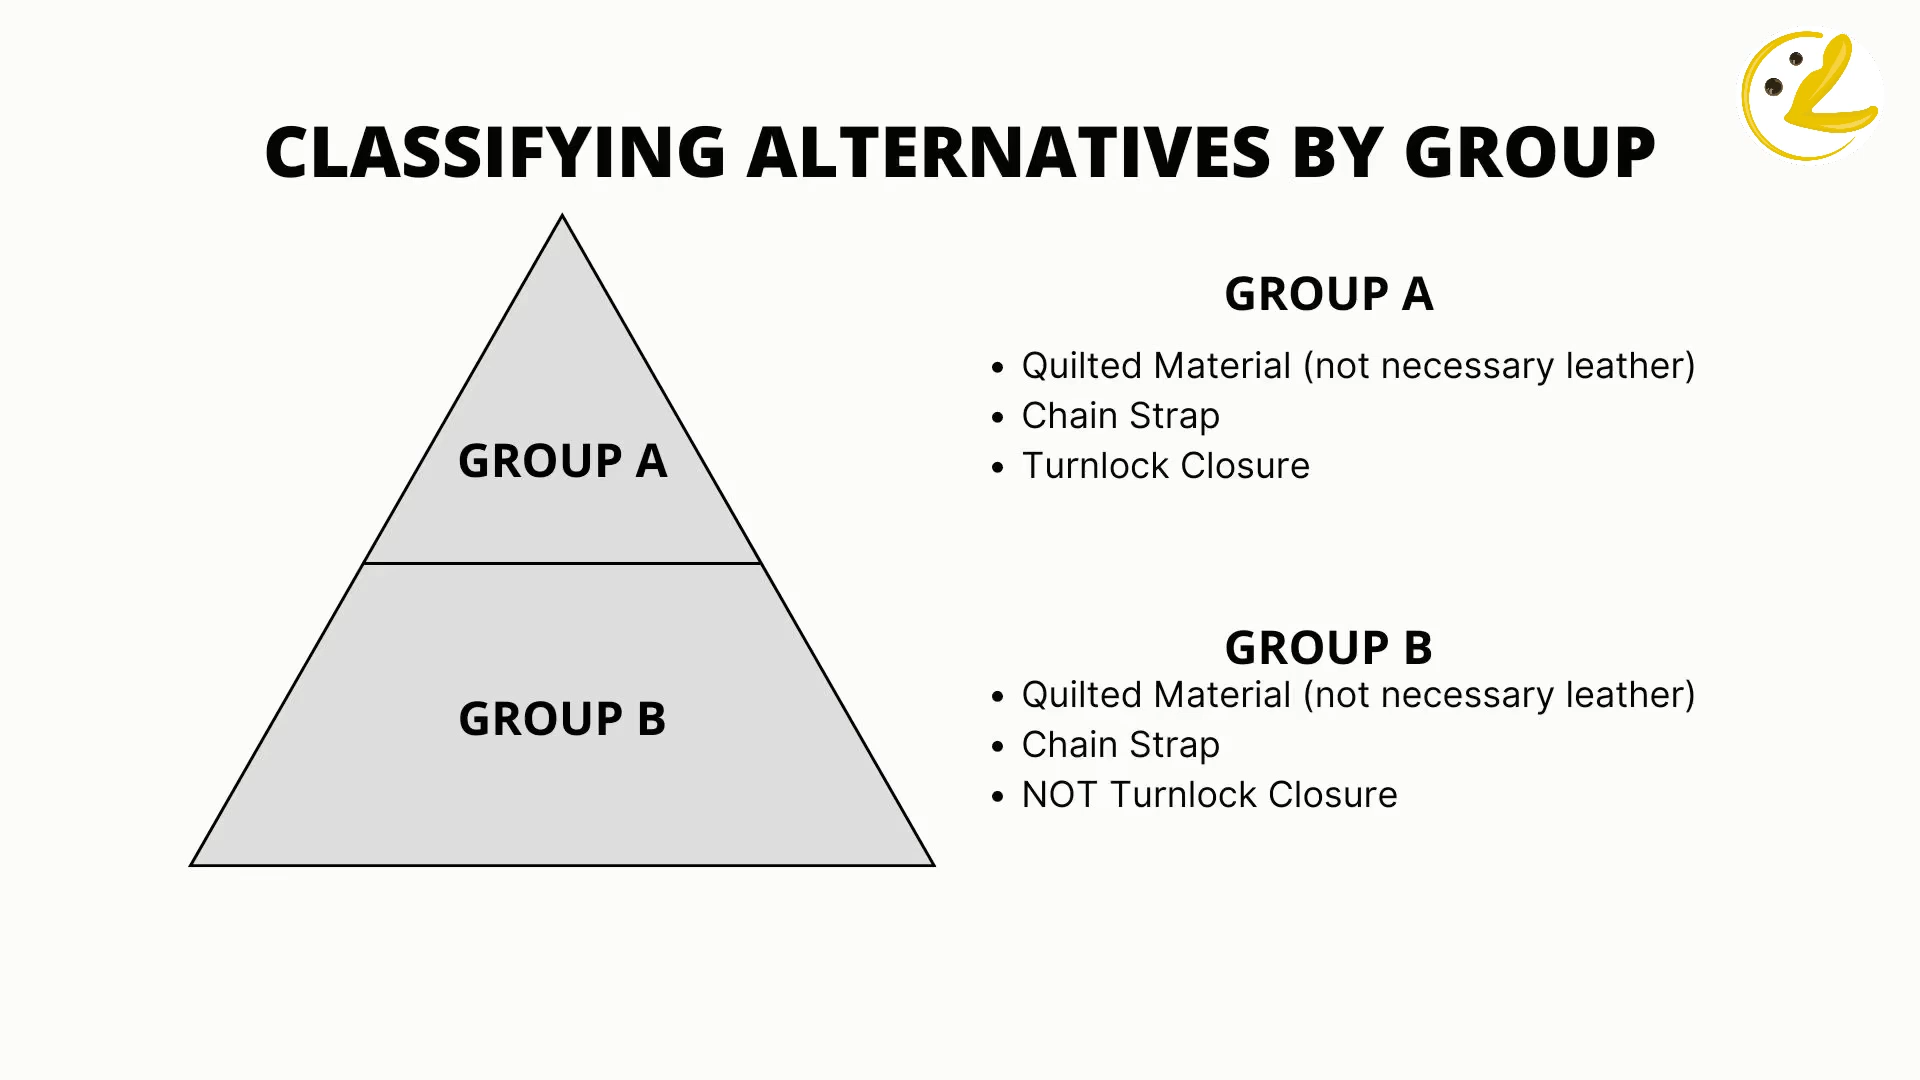 CLASSIFYING ALTERNATIVES BY GROUP
GROUP A
GROUP B
GROUP A
• Quilted Material (not necessary leather)
• Chain Strap
• Turnlock Closure
GROUP B
• Quilted Material (not necessary leather)
• Chain Strap
• NOT Turnlock Closure